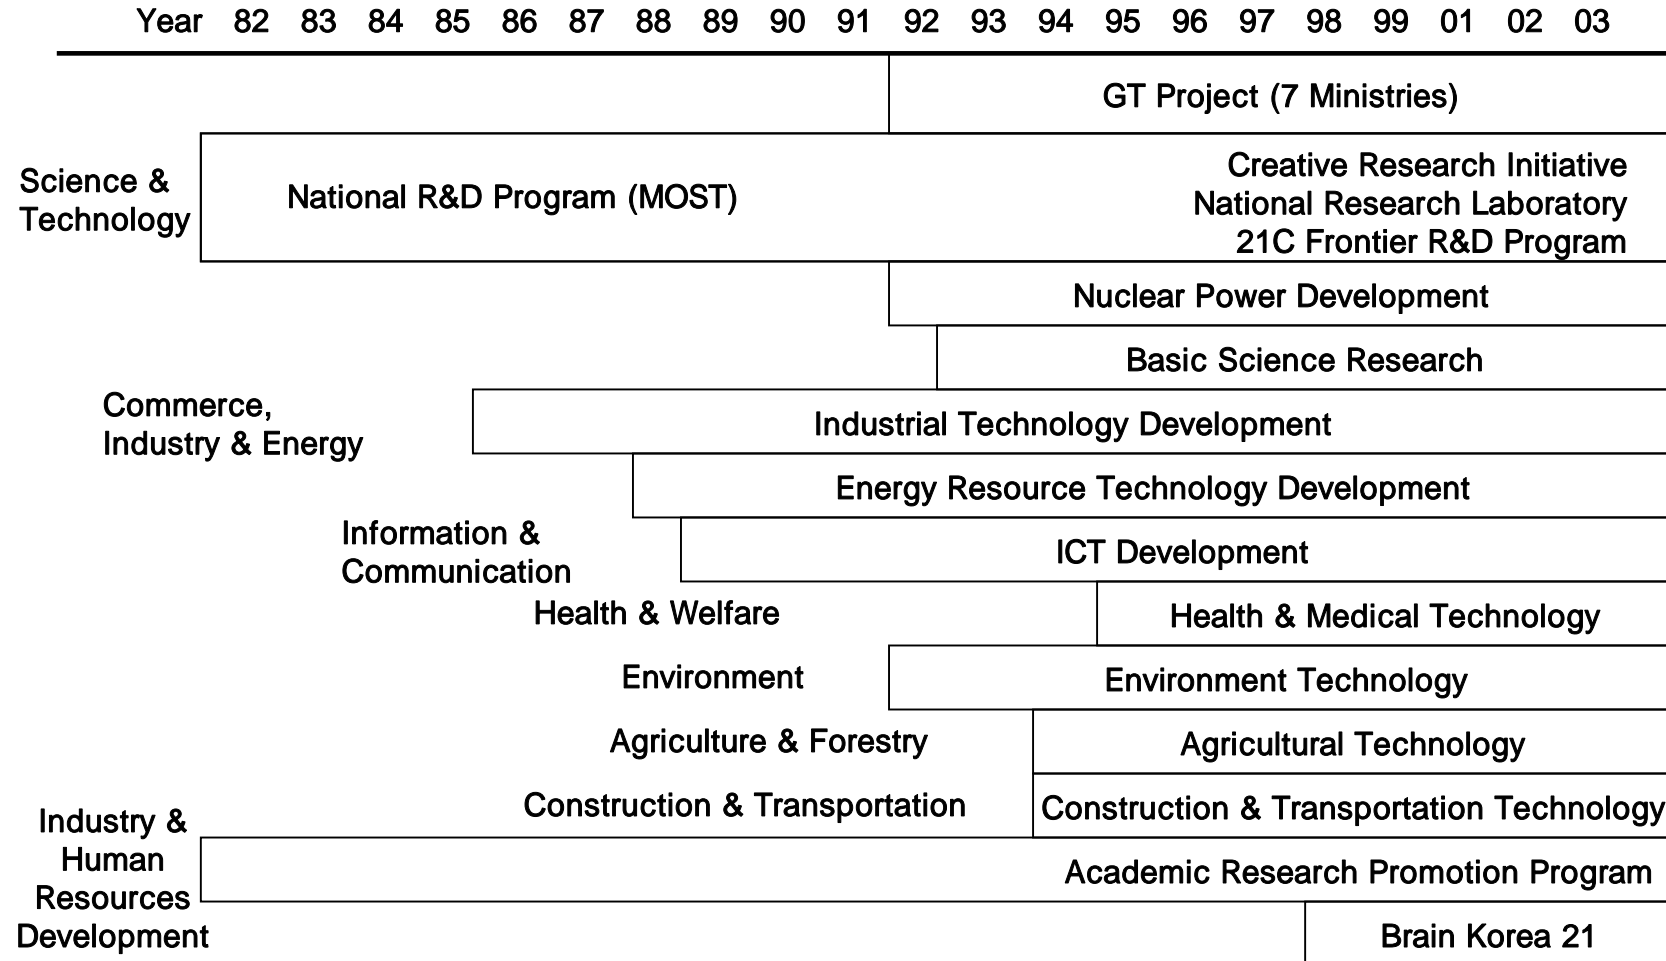 Year 82 83 84 85 86 87 88 89 90 91 92 93 94 95 96 97 98 99 01 02 03
GT Project (7 Ministries)
Science &
Technology
National R&D Program (MOST)
Creative Research Initiative
National Research Laboratory
21C Frontier R&D Program
Nuclear Power Development
Basic Science Research
Commerce,
Industry & Energy
Industrial Technology Development
Energy Resource Technology Development
Information &
Communication
ICT Development
Health & Welfare
Health & Medical Technology
Environment
Environment Technology
Agriculture & Forestry
Agricultural Technology
Construction & Transportation
Construction & Transportation Technology
Industry &
Human
Resources
Development
Academic Research Promotion Program
Brain Korea 21